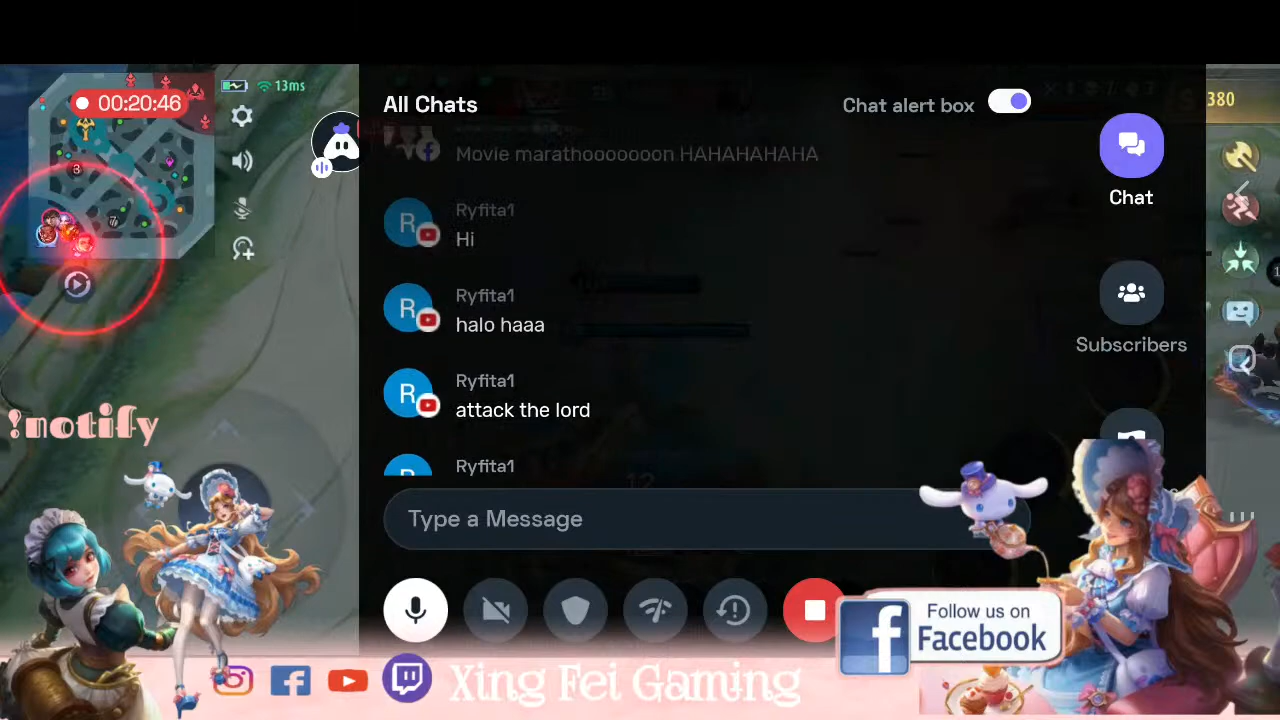 13ms
00:20:46
All Chats
Chat alert box
380
Movie marathooooooon HAHAHAHAHA
Chat
Ryfita1
Hi
Ryfita1
halo haaa
Subscribers
Ryfita1
attack the lord
!notify
Ryfita1
Type a Message
Follow us on
Facebook
Xing Fei Gaming